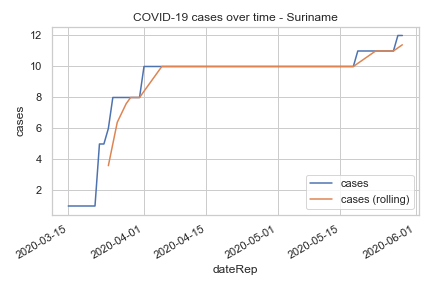 COVID-19 cases over time - Suriname
12
10
8
6
4
2
cases
cases
cases (rolling)
2020-03-15
2020-04-01
2020-04-15
2020-05-01
2020-05-15
2020-06-01
dateRep